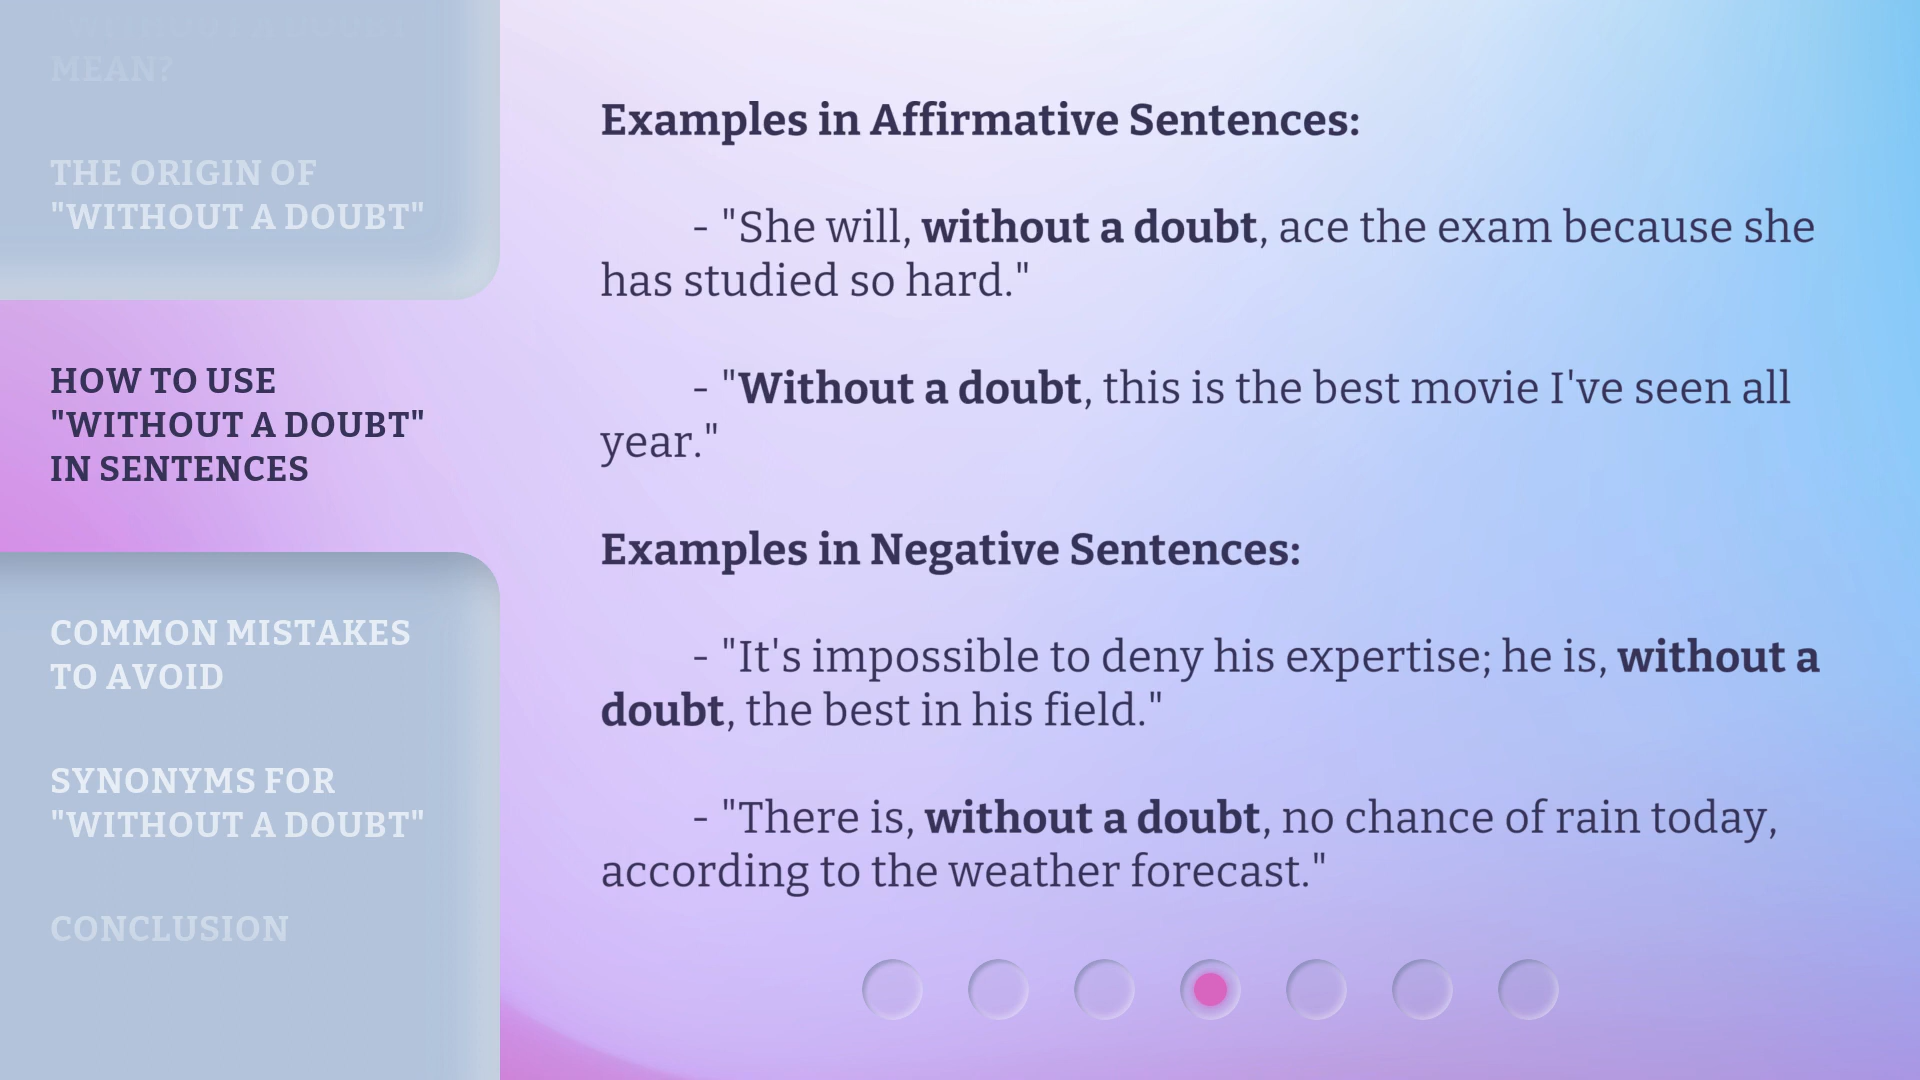 "WITHOUT A DOUBT
MEAN?
THE ORIGIN OF
"WITHOUT A DOUBT"
HOW TO USE
"WITHOUT A DOUBT"
IN SENTENCES
COMMON MISTAKES
TO AVOID
SYNONYMS FOR
"WITHOUT A DOUBT"
CONCLUSION
Examples in Affirmative Sentences:
- "She will, without a doubt, ace the exam because she
has studied so hard."
- "Without a doubt, this is the best movie I've seen all
year."
Examples in Negative Sentences:
- "It's impossible to deny his expertise; he is, without a
doubt, the best in his field."
- "There is, without a doubt, no chance of rain today,
according to the weather forecast."